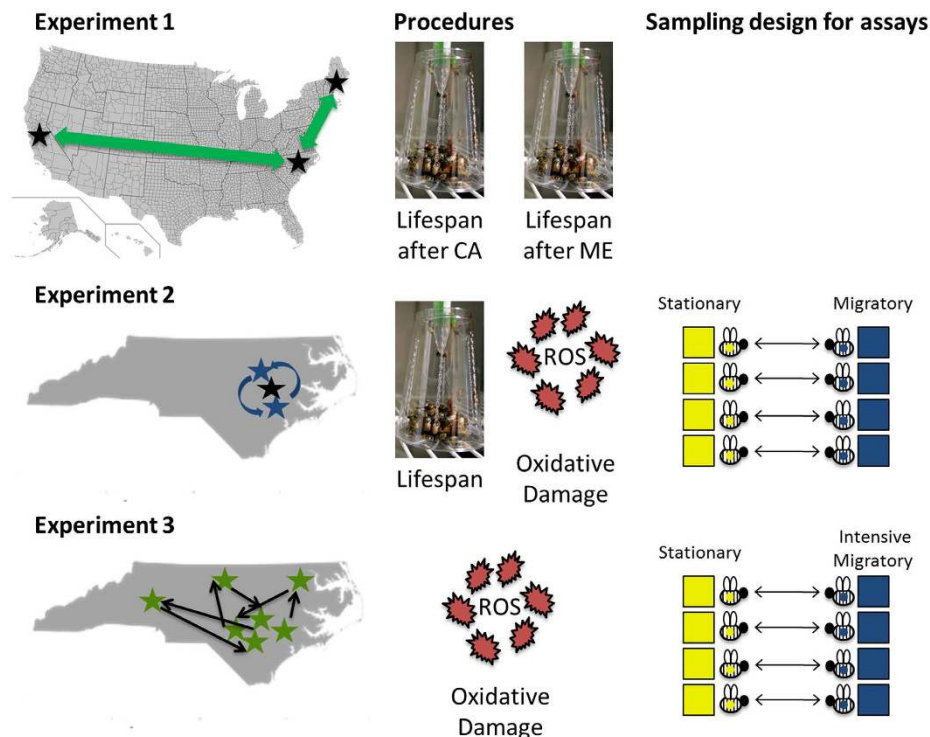 Experiment 1
Procedures
Sampling design for assays
Lifespan
after CA
Lifespan
after ME
Experiment 2
ROS
Lifespan
Oxidative
Damage
Stationary
Migratory
Experiment 3
ROS
Oxidative
Damage
Stationary
Intensive
Migratory